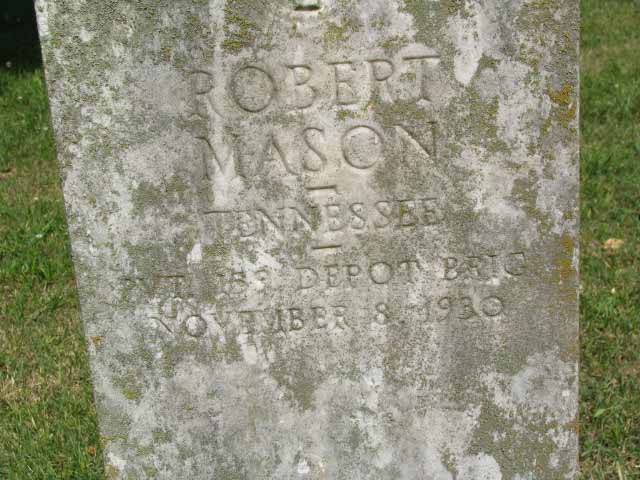 ROBERT
MASON
TENNESSEE
PVT. DEPOT BRIG
NOVEMBER 8, 1930